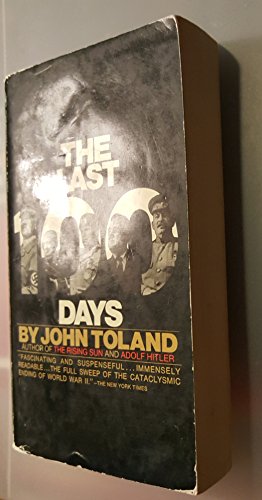 THE
LAST
100
DAYS
BY JOHN TOLAND
AUTHOR OF THE RISING SUN AND ADOLF HITLER
"FASCINATING AND SUSPENSEFUL...IMMENSELY
READABLE...THE FULL SWEEP OF THE CATACLYSMIC
ENDING OF WORLD WAR II."—THE NEW YORK TIMES